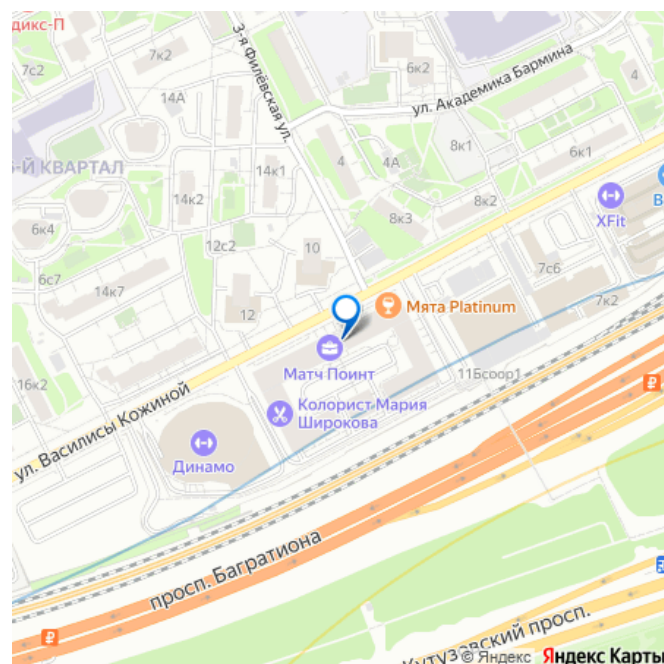 дикс-П
7к2
7с2
14А
3-я Филёвская ул.
6к2
ул. Академика Бармина
4
8к1
-Й КВАРТАЛ
14к1
4
4А
6к1
14к2
8к2
XFit
В
8к3
6к4
12с2
10
7с6
6с7
14к7
12
Мята Platinum
7к2
Матч Поинт
11Бсоор1
16к2
ул. Василисы Кожиной
Колорист Мария
Широкова
Динамо
просп. Багратиона
Кутузовский просп.
© Яндекс Яндекс Карты